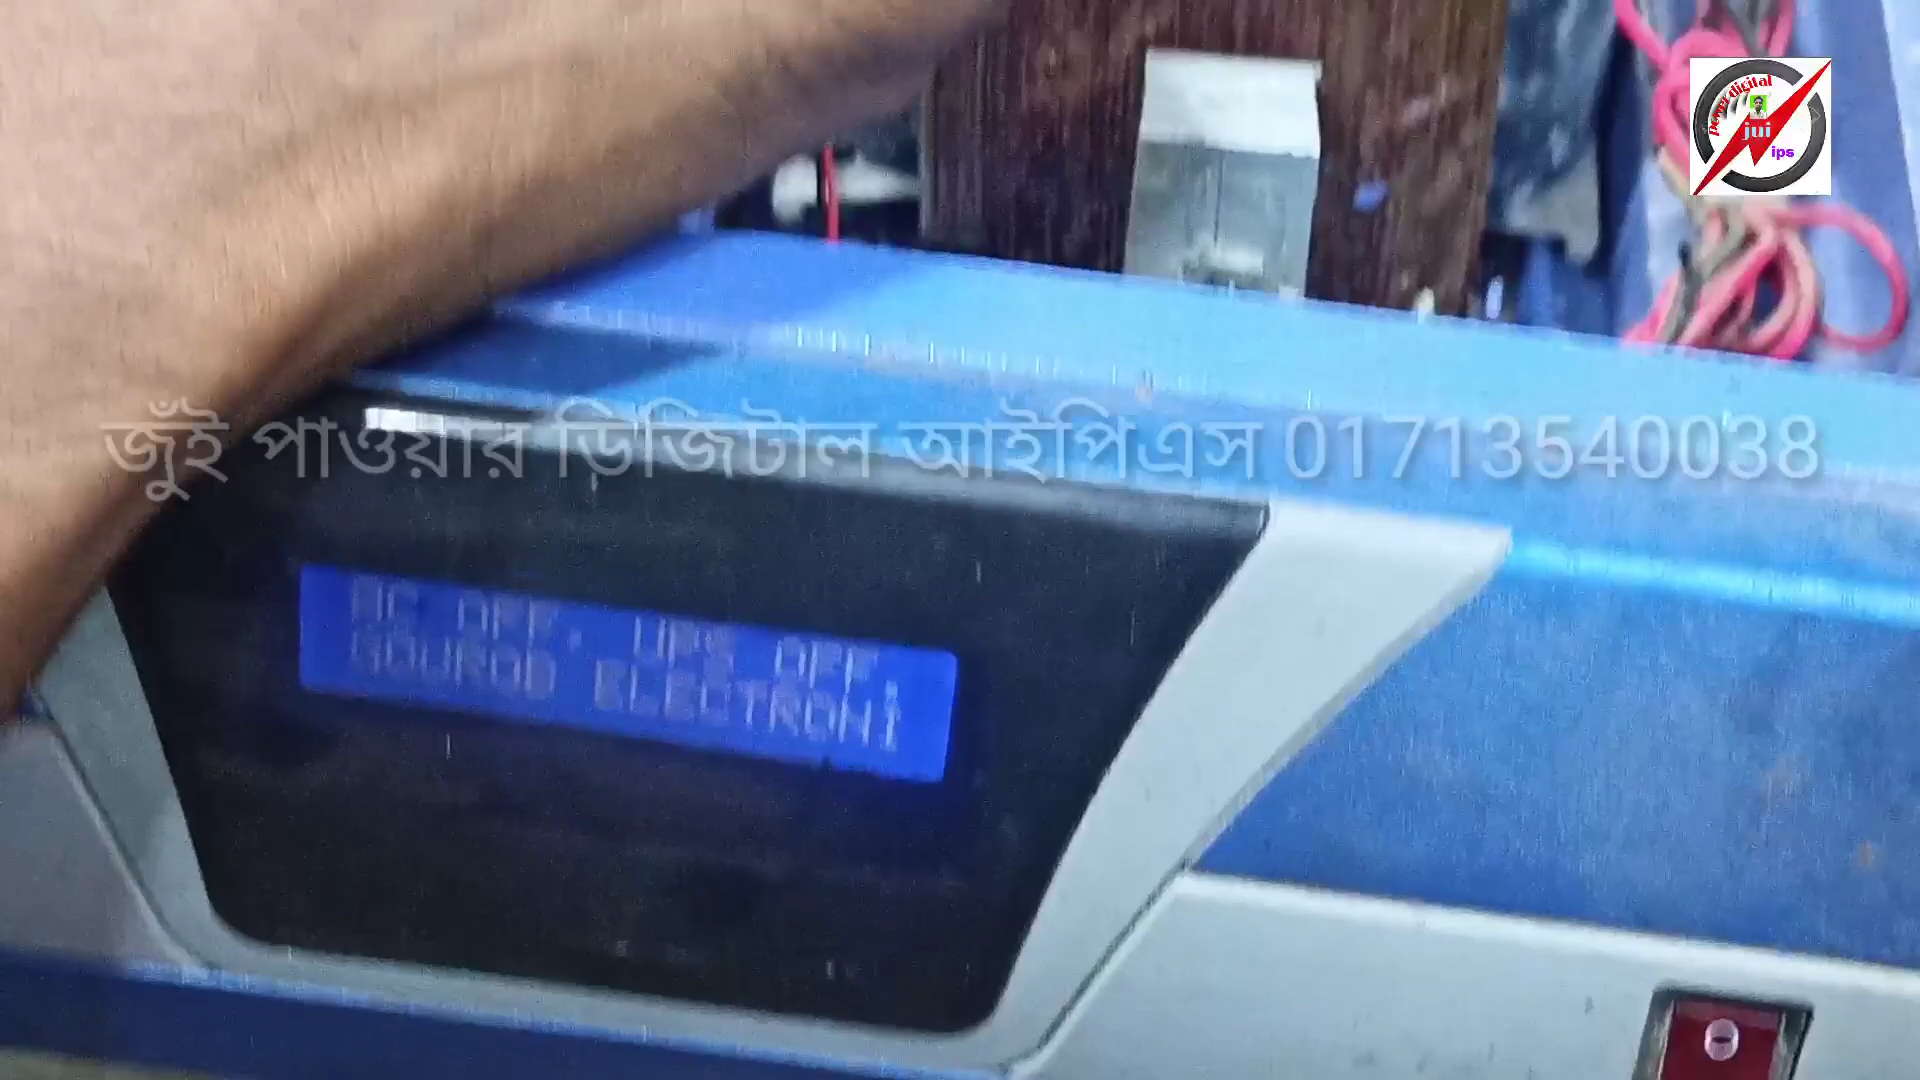 power digital
jui
ips
জুঁই পাওয়ার ডিজিটাল আইপিএস 01713540038
AC OFF, UPS OFF,
GOUROB ELECTRONI